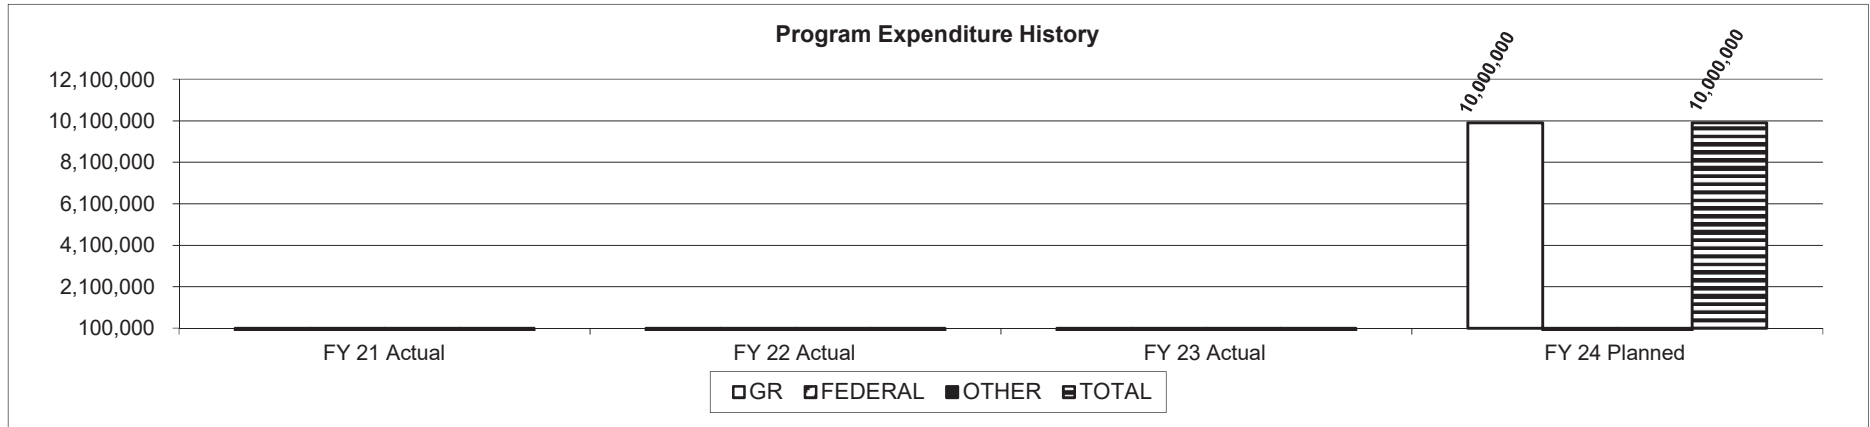 Program Expenditure History
10,000,000
10,000,000
12,100,000
10,100,000
8,100,000
6,100,000
4,100,000
2,100,000
100,000
FY 21 Actual
FY 22 Actual
FY 23 Actual
FY 24 Planned
GR FEDERAL OTHER TOTAL